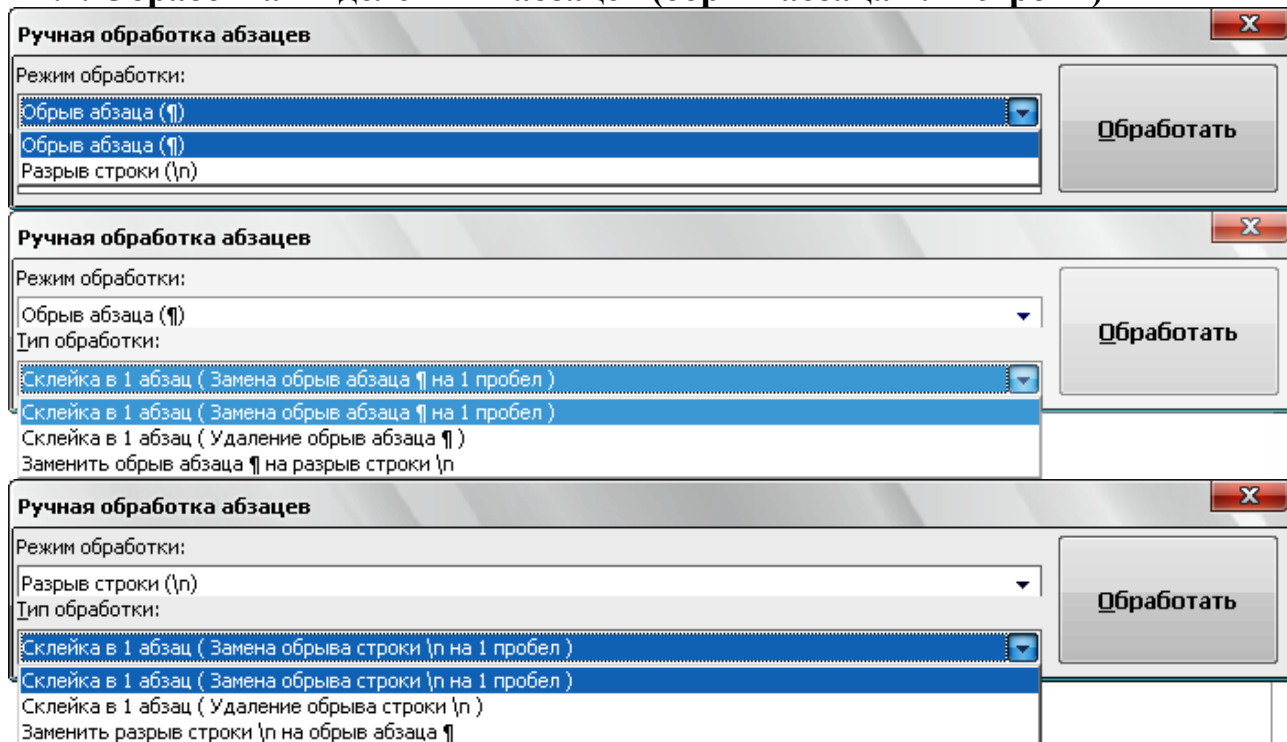 Ручная обработка абзацев
Режим обработки:
Обрыв абзаца (¶)
Обрыв абзаца (¶)
Разрыв строки (\n)
Обработать
Ручная обработка абзацев
Режим обработки:
Обрыв абзаца (¶)
Тип обработки:
Склейка в 1 абзац ( Замена обрыв абзаца ¶ на 1 пробел )
Склейка в 1 абзац ( Замена обрыв абзаца ¶ на 1 пробел )
Склейка в 1 абзац ( Удаление обрыв абзаца ¶ )
Заменить обрыв абзаца ¶ на разрыв строки \n
Обработать
Ручная обработка абзацев
Режим обработки:
Разрыв строки (\n)
Тип обработки:
Склейка в 1 абзац ( Замена обрыва строки \n на 1 пробел )
Склейка в 1 абзац ( Замена обрыва строки \n на 1 пробел )
Склейка в 1 абзац ( Удаление обрыва строки \n )
Заменить разрыв строки \n на обрыв абзаца ¶
Обработать